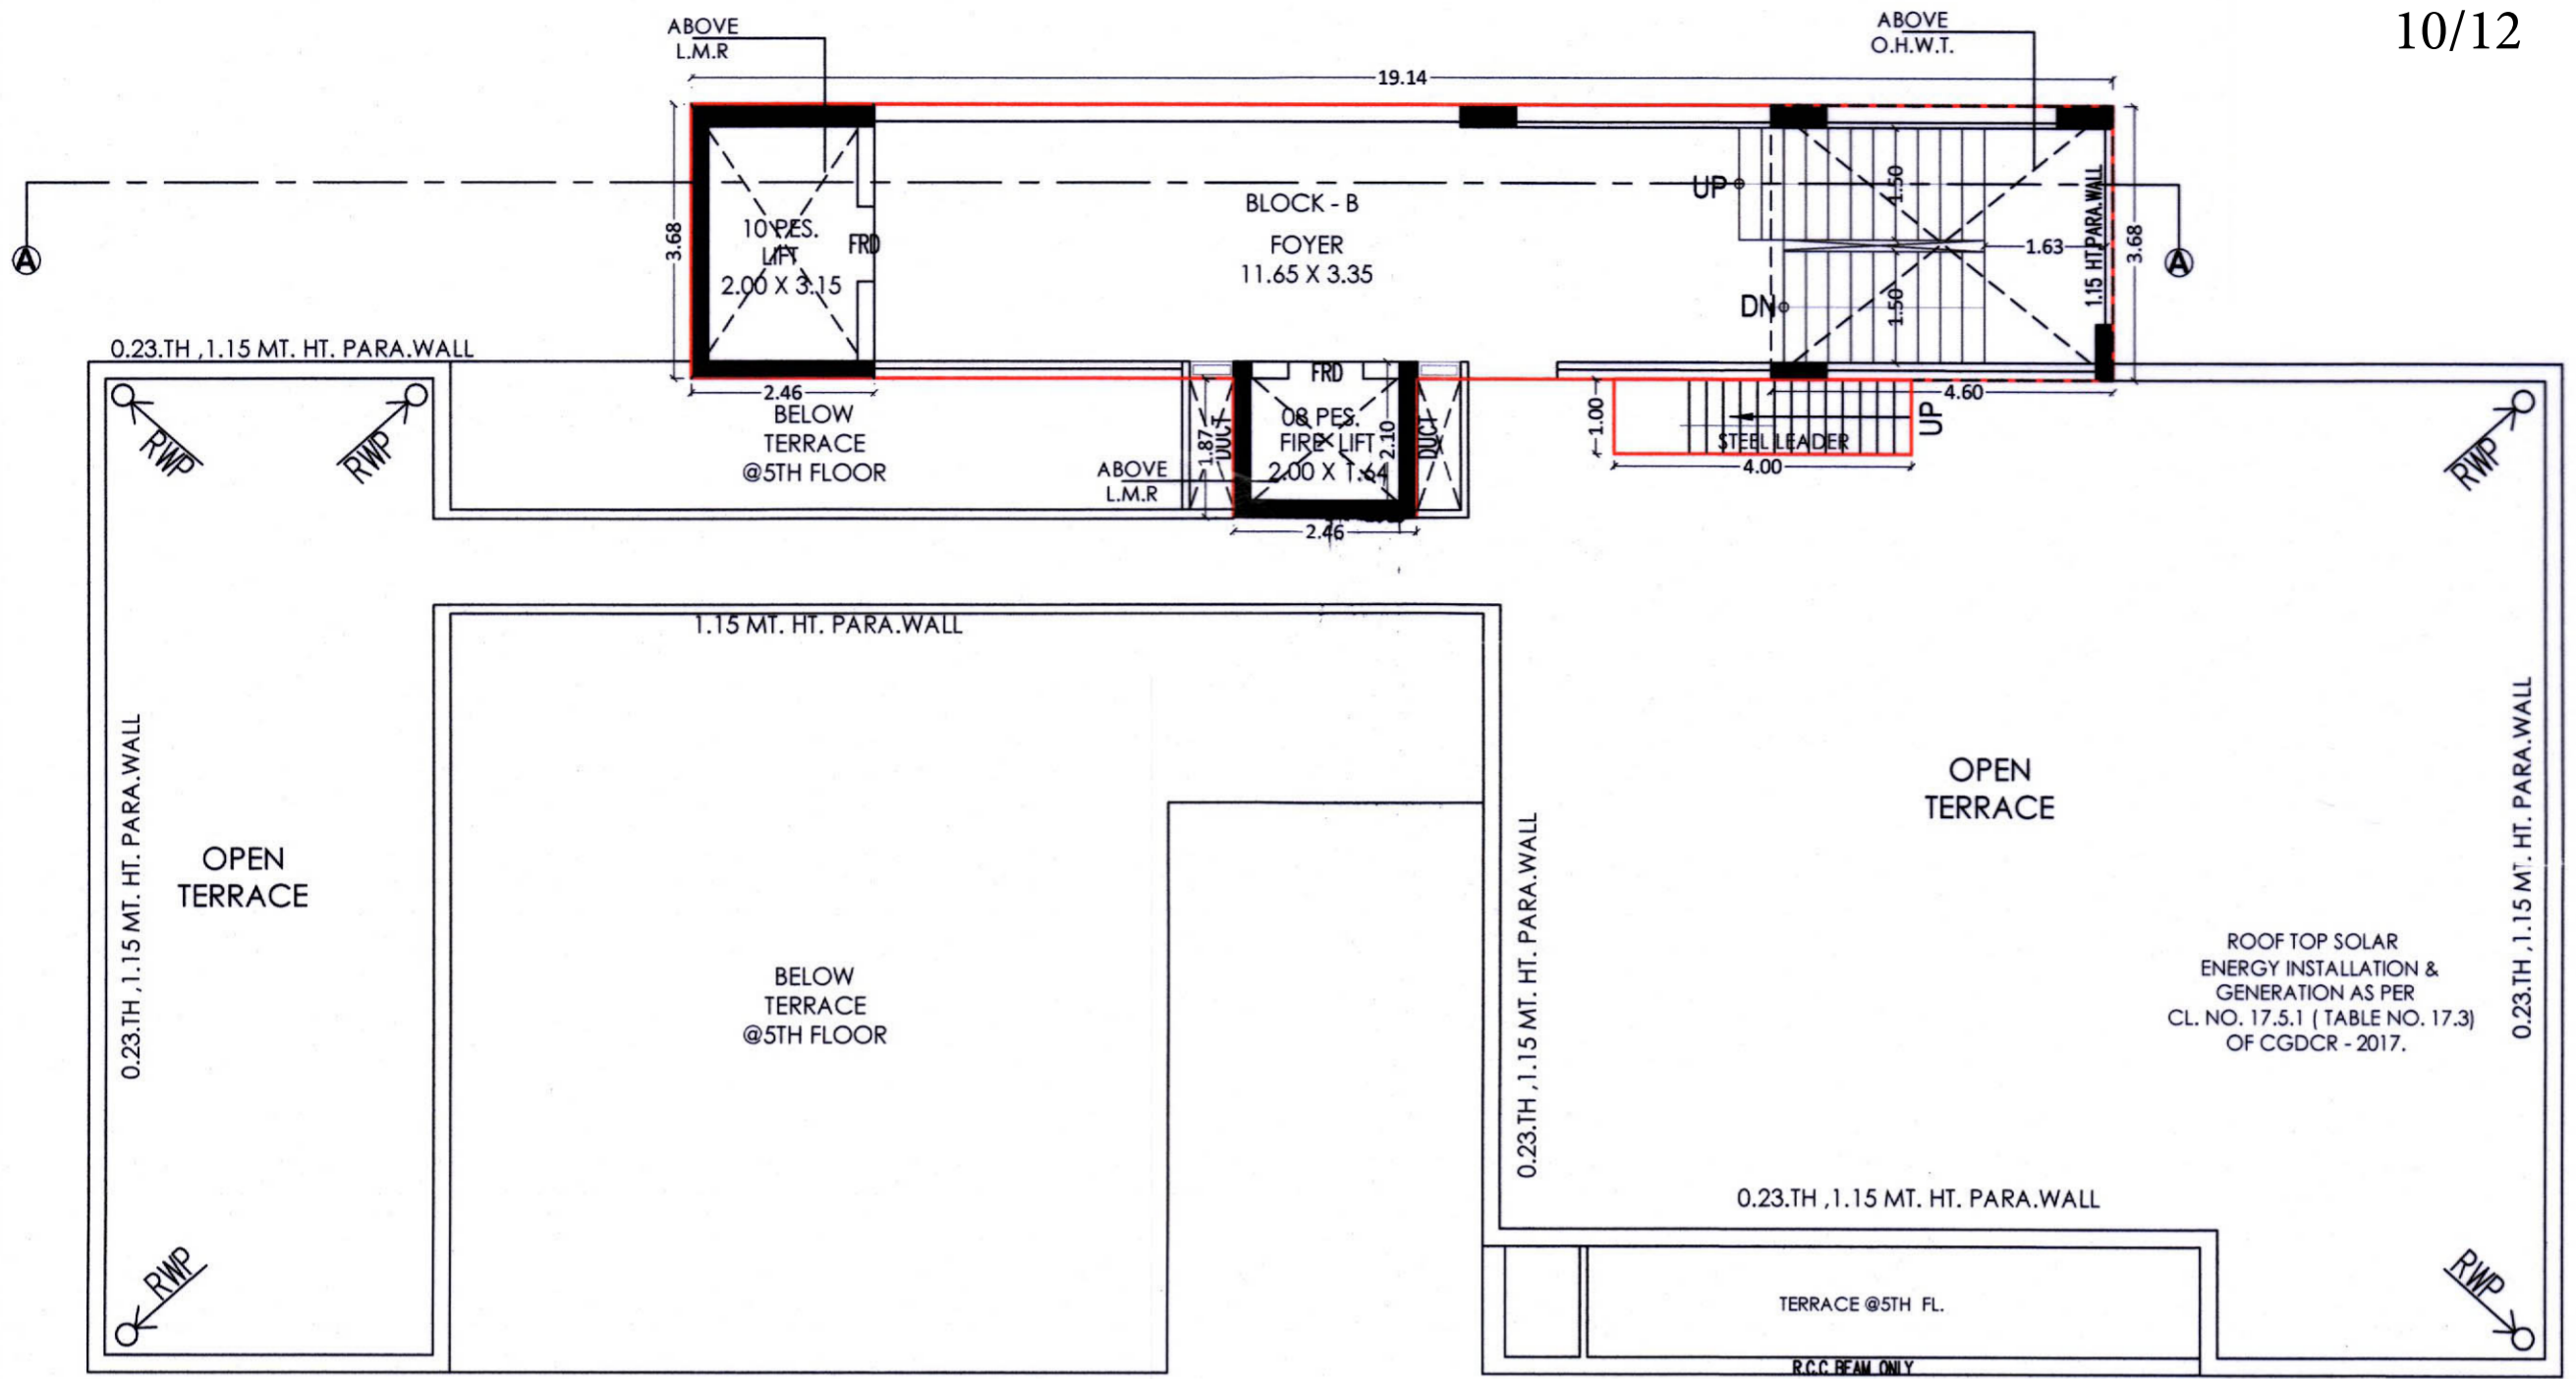 10/12
ABOVE
L.M.R
ABOVE
O.H.W.T.
19.14
3.68
10 PES.
LIFT
2.00 X 3.15
FRD
BLOCK - B
FOYER
11.65 X 3.35
UP
DN
1.50
1.50
1.63
1.15 HT.PARA.WALL
3.68
A
A
0.23.TH ,1.15 MT. HT. PARA.WALL
2.46
BELOW
TERRACE
@5TH FLOOR
RWP
RWP
1.87
DUCT
FRD
08 PES.
FIRE LIFT
2.00 X 1.64
2.10
DUCT
ABOVE
L.M.R
2.46
1.00
STEEL LEADER
UP
4.60
4.00
RWP
1.15 MT. HT. PARA.WALL
0.23.TH ,1.15 MT. HT. PARA.WALL
OPEN
TERRACE
BELOW
TERRACE
@5TH FLOOR
0.23.TH ,1.15 MT. HT. PARA.WALL
OPEN
TERRACE
0.23.TH ,1.15 MT. HT. PARA.WALL
ROOF TOP SOLAR
ENERGY INSTALLATION &
GENERATION AS PER
CL. NO. 17.5.1 ( TABLE NO. 17.3)
OF CGDCR - 2017.
0.23.TH ,1.15 MT. HT. PARA.WALL
RWP
RWP
TERRACE @5TH FL.
R.C.C BEAM ONLY